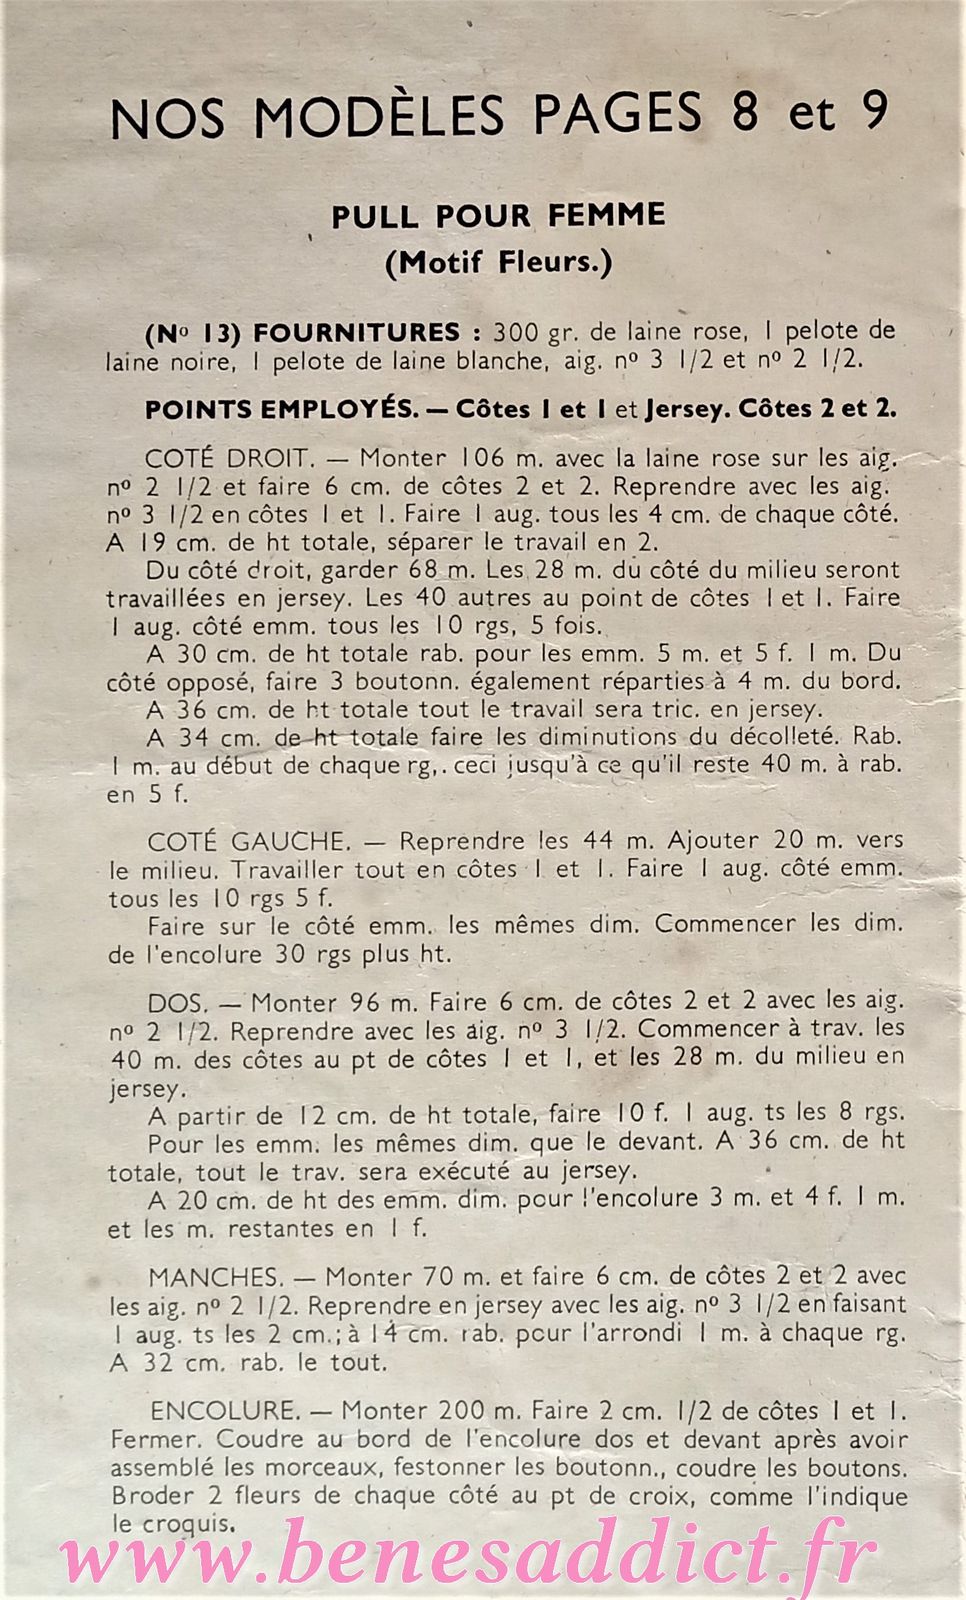 NOS MODÈLES PAGES 8 et 9
PULL POUR FEMME
(Motif Fleurs.)
(Nº 13) FOURNITURES : 300 gr. de laine rose, 1 pelote de
laine noire, 1 pelote de laine blanche, aig. nº 3 1/2 et nº 2 1/2.
POINTS EMPLOYÉS. — Côtes 1 et 1 et Jersey. Côtes 2 et 2.
COTÉ DROIT. — Monter 106 m. avec la laine rose sur les aig.
nº 2 1/2 et faire 6 cm. de côtes 2 et 2. Reprendre avec les aig.
nº 3 1/2 en côtes 1 et 1. Faire 1 aug. tous les 4 cm. de chaque côté.
A 19 cm. de ht totale, séparer le travail en 2.
Du côté droit, garder 68 m. Les 28 m. du côté du milieu seront
travaillées en jersey. Les 40 autres au point de côtes 1 et 1. Faire
1 aug. côté emm. tous les 10 rgs, 5 fois.
A 30 cm. de ht totale rab. pour les emm. 5 m. et 5 f. 1 m. Du
côté opposé, faire 3 boutonn. également réparties à 4 m. du bord.
A 36 cm. de ht totale tout le travail sera tric. en jersey.
A 34 cm. de ht totale faire les diminutions du décolleté. Rab.
1 m. au début de chaque rg,. ceci jusqu'à ce qu'il reste 40 m. à rab.
en 5 f.
COTÉ GAUCHE. — Reprendre les 44 m. Ajouter 20 m. vers
le milieu. Travailler tout en côtes 1 et 1. Faire 1 aug. côté emm.
tous les 10 rgs 5 f.
Faire sur le côté emm. les mêmes dim. Commencer les dim.
de l'encolure 30 rgs plus ht.
DOS. — Monter 96 m. Faire 6 cm. de côtes 2 et 2 avec les aig.
nº 2 1/2. Reprendre avec les aig. nº 3 1/2. Commencer à trav. les
40 m. des côtes au pt de côtes 1 et 1, et les 28 m. du milieu en
jersey.
A partir de 12 cm. de ht totale, faire 10 f. 1 aug. ts les 8 rgs.
Pour les emm. les mêmes dim. que le devant. A 36 cm. de ht
totale, tout le trav. sera exécuté au jersey.
A 20 cm. de ht des emm. dim. pour l'encolure 3 m. et 4 f. 1 m.
et les m. restantes en 1 f.
MANCHES. — Monter 70 m. et faire 6 cm. de côtes 2 et 2 avec
les aig. nº 2 1/2. Reprendre en jersey avec les aig. nº 3 1/2 en faisant
1 aug. ts les 2 cm.; à 14 cm. rab. pour l'arrondi 1 m. à chaque rg.
A 32 cm. rab. le tout.
ENCOLURE. — Monter 200 m. Faire 2 cm. 1/2 de côtes 1 et 1.
Fermer. Coudre au bord de l'encolure dos et devant après avoir
assemblé les morceaux, festonner les boutonn., coudre les boutons.
Broder 2 fleurs de chaque côté au pt de croix, comme l'indique
le croquis.
www.benesaddict.fr